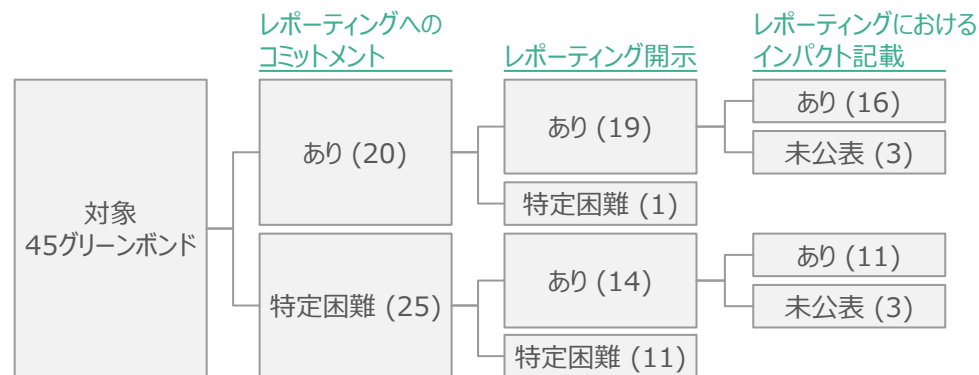 レポーティングへの
コミットメント
レポーティング開示
レポーティングにおける
インパクト記載
対象
45グリーンボンド
あり (20)
あり (19)
あり (16)
未公表 (3)
特定困難 (1)
特定困難 (25)
あり (14)
あり (11)
未公表 (3)
特定困難 (11)